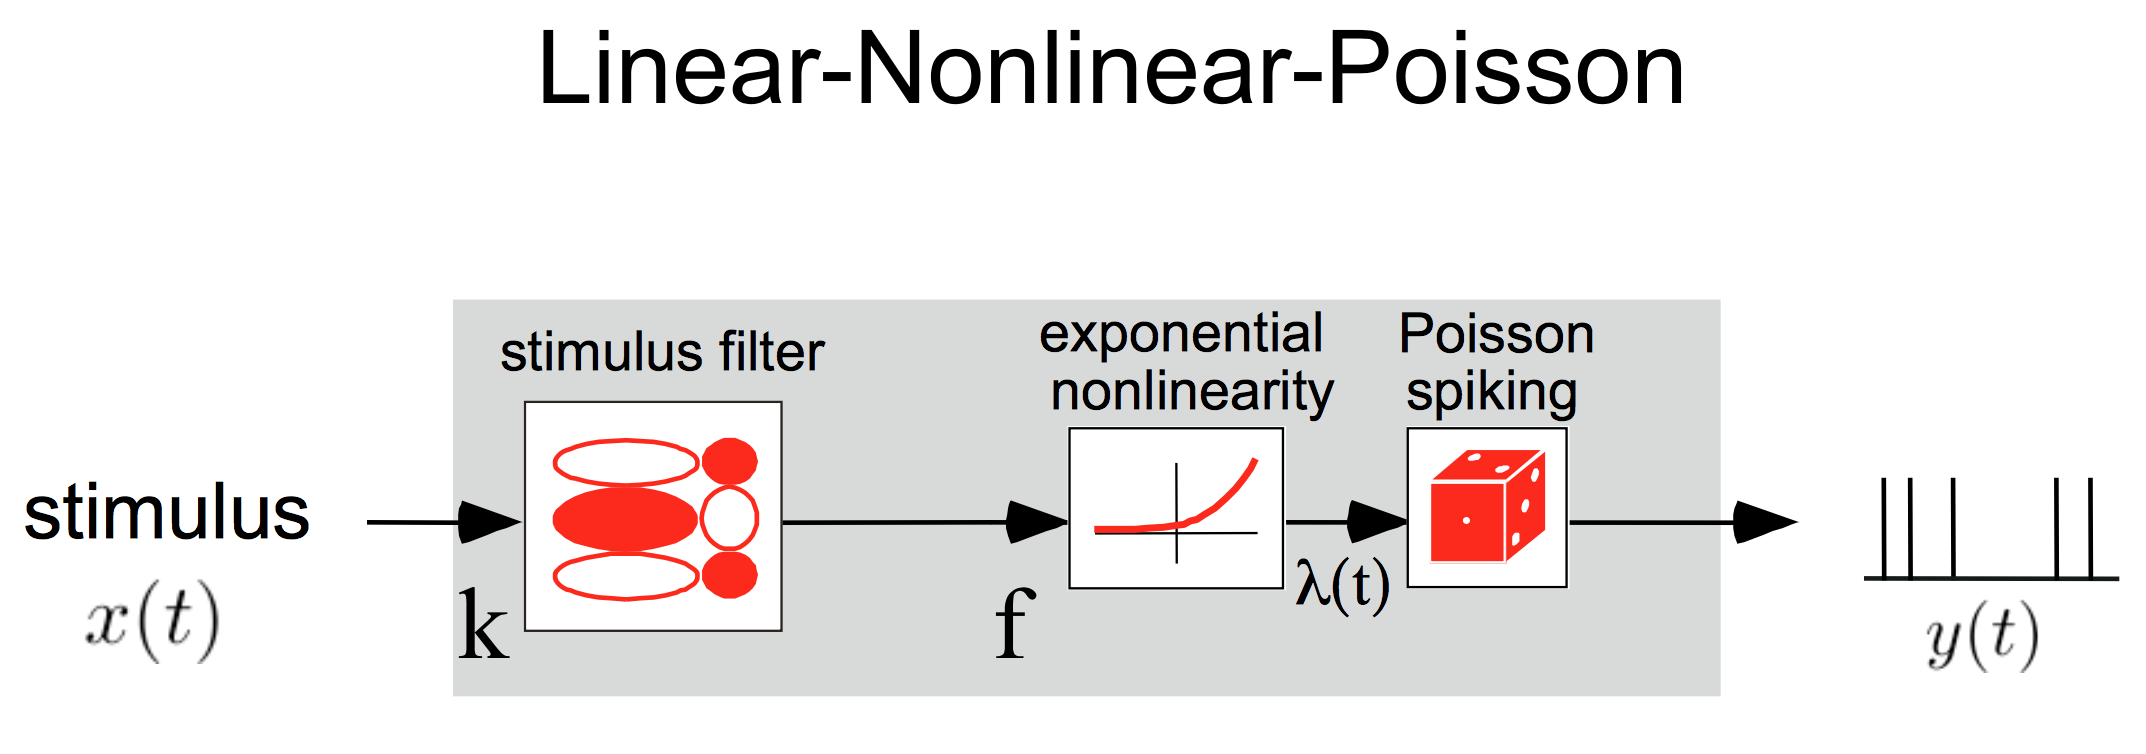 Linear-Nonlinear-Poisson
stimulus filter
exponential
nonlinearity
Poisson
spiking
stimulus
x(t)
k
f
λ(t)
y(t)